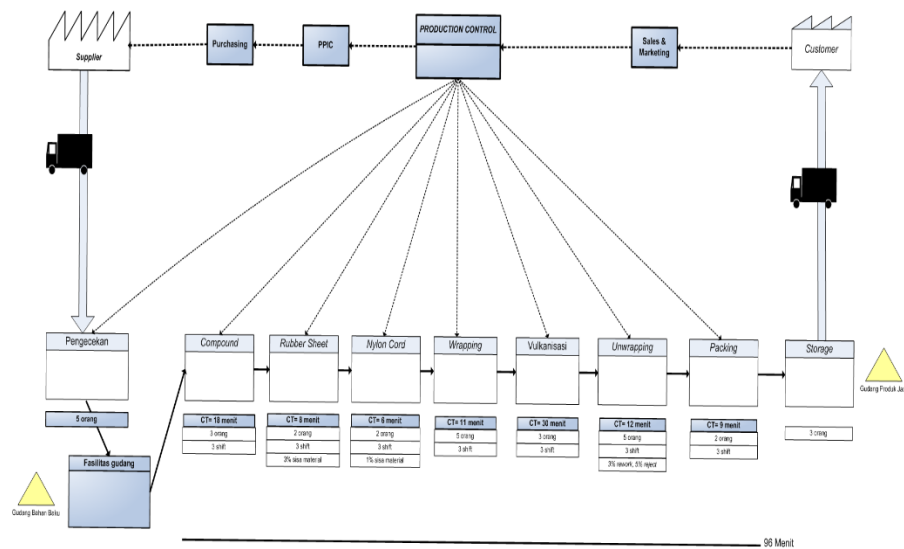 Supplier
Purchasing
PPIC
PRODUCTION CONTROL
Sales &
Marketing
Customer
Pengecekan
Compound
Rubber Sheet
Nylon Cord
Wrapping
Vulkanisasi
Unwrapping
Packing
Storage
Gudang Produk Ja
5 orang
CT= 18 menit
3 orang
3 shift
CT= 8 menit
2 orang
3 shift
3% sisa material
CT= 6 menit
2 orang
3 shift
1% sisa material
CT= 11 menit
5 orang
3 shift
CT= 30 menit
3 orang
3 shift
CT= 12 menit
5 orang
3 shift
3% rework, 5% reject
CT= 9 menit
2 orang
3 shift
3 orang
Fasilitas gudang
Gudang Bahan Baku
96 Menit